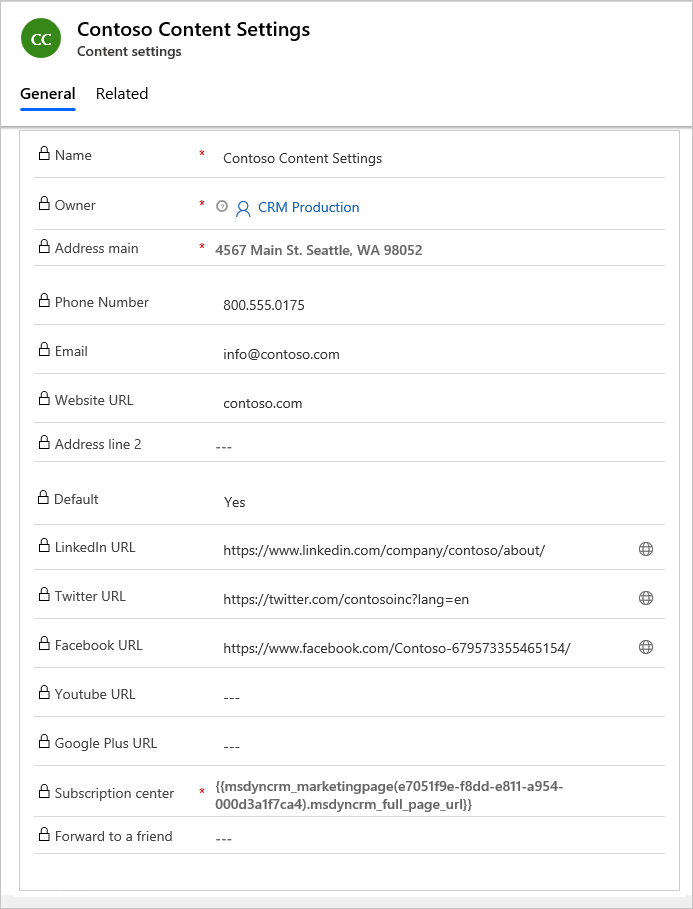 CC
Contoso Content Settings
Content settings
General Related
Name * Contoso Content Settings
Owner * CRM Production
Address main * 4567 Main St. Seattle, WA 98052
Phone Number 800.555.0175
Email info@contoso.com
Website URL contoso.com
Address line 2 ---
Default Yes
LinkedIn URL https://www.linkedin.com/company/contoso/about/
Twitter URL https://twitter.com/contosoinc?lang=en
Facebook URL https://www.facebook.com/Contoso-679573355465154/
Youtube URL ---
Google Plus URL ---
Subscription center * {{msdyncrm_marketingpage(e7051f9e-f8dd-e811-a954-
000d3a1f7ca4).msdyncrm_full_page_url}}
Forward to a friend ---